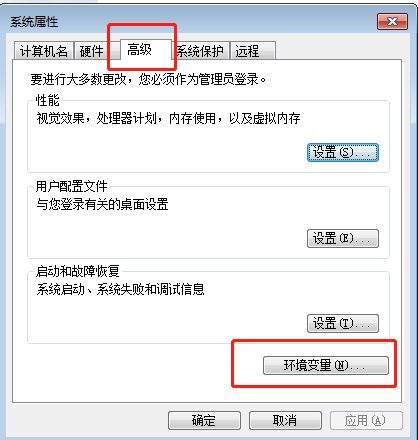 系统属性
计算机名 硬件 高级 系统保护 远程
要进行大多数更改，您必须作为管理员登录。
性能
视觉效果，处理器计划，内存使用，以及虚拟内存
设置(S)...
用户配置文件
与您登录有关的桌面设置
设置(E)...
启动和故障恢复
系统启动、系统失败和调试信息
设置(T)...
环境变量(N)...
确定 取消 应用(A)